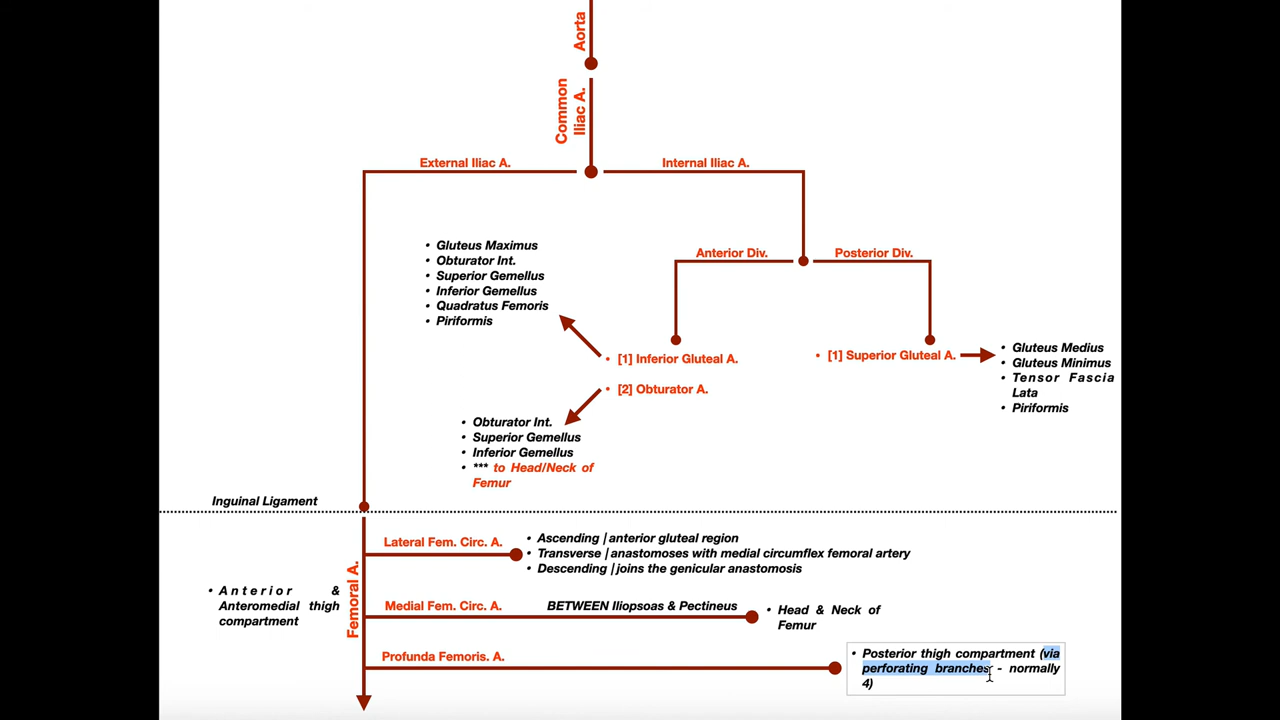 Aorta
Common
Iliac A.
External Iliac A.
Internal Iliac A.
Anterior Div.
Posterior Div.
• Gluteus Maximus
• Obturator Int.
• Superior Gemellus
• Inferior Gemellus
• Quadratus Femoris
• Piriformis
• [1] Inferior Gluteal A.
• [2] Obturator A.
• [1] Superior Gluteal A.
• Gluteus Medius
• Gluteus Minimus
• Tensor Fascia
Lata
• Piriformis
• Obturator Int.
• Superior Gemellus
• Inferior Gemellus
• *** to Head/Neck of
Femur
Inguinal Ligament
Femoral A.
• Anterior &
Anteromedial thigh
compartment
Lateral Fem. Circ. A.
• Ascending | anterior gluteal region
• Transverse | anastomoses with medial circumflex femoral artery
• Descending | joins the genicular anastomosis
Medial Fem. Circ. A.
BETWEEN Iliopsoas & Pectineus
• Head & Neck of
Femur
Profunda Femoris. A.
• Posterior thigh compartment (via
perforating branches - normally
4)